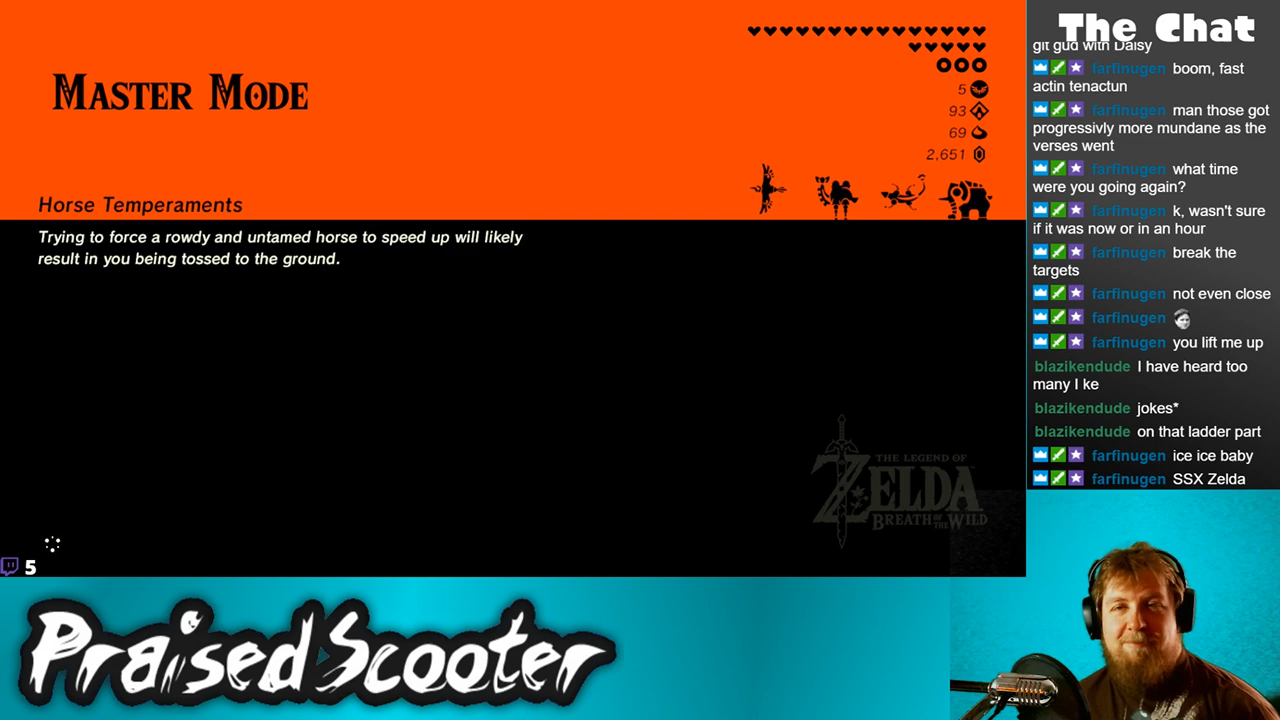 MASTER MODE
5
93
69
2,651
Horse Temperaments
Trying to force a rowdy and untamed horse to speed up will likely
result in you being tossed to the ground.
THE LEGEND OF
ZELDA
BREATH OF THE WILD
5
PraisedScooter
The Chat
git gud with Daisy
farfinugen boom, fast
actin tenactun
farfinugen man those got
progressivly more mundane as the
verses went
farfinugen what time
were you going again?
farfinugen k, wasn't sure
if it was now or in an hour
farfinugen break the
targets
farfinugen not even close
farfinugen
farfinugen you lift me up
blazikendude I have heard too
many I ke
blazikendude jokes*
blazikendude on that ladder part
farfinugen ice ice baby
farfinugen SSX Zelda